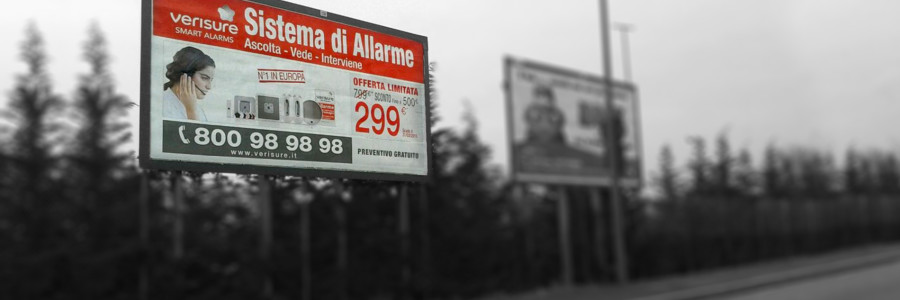 verisure
SMART ALARMS
Sistema di Allarme
Ascolta - Vede - Interviene
N°1 IN EUROPA
OFFERTA LIMITATA
709€ SCONTO 500€
299€
800 98 98 98
www.verisure.it
PREVENTIVO GRATUITO